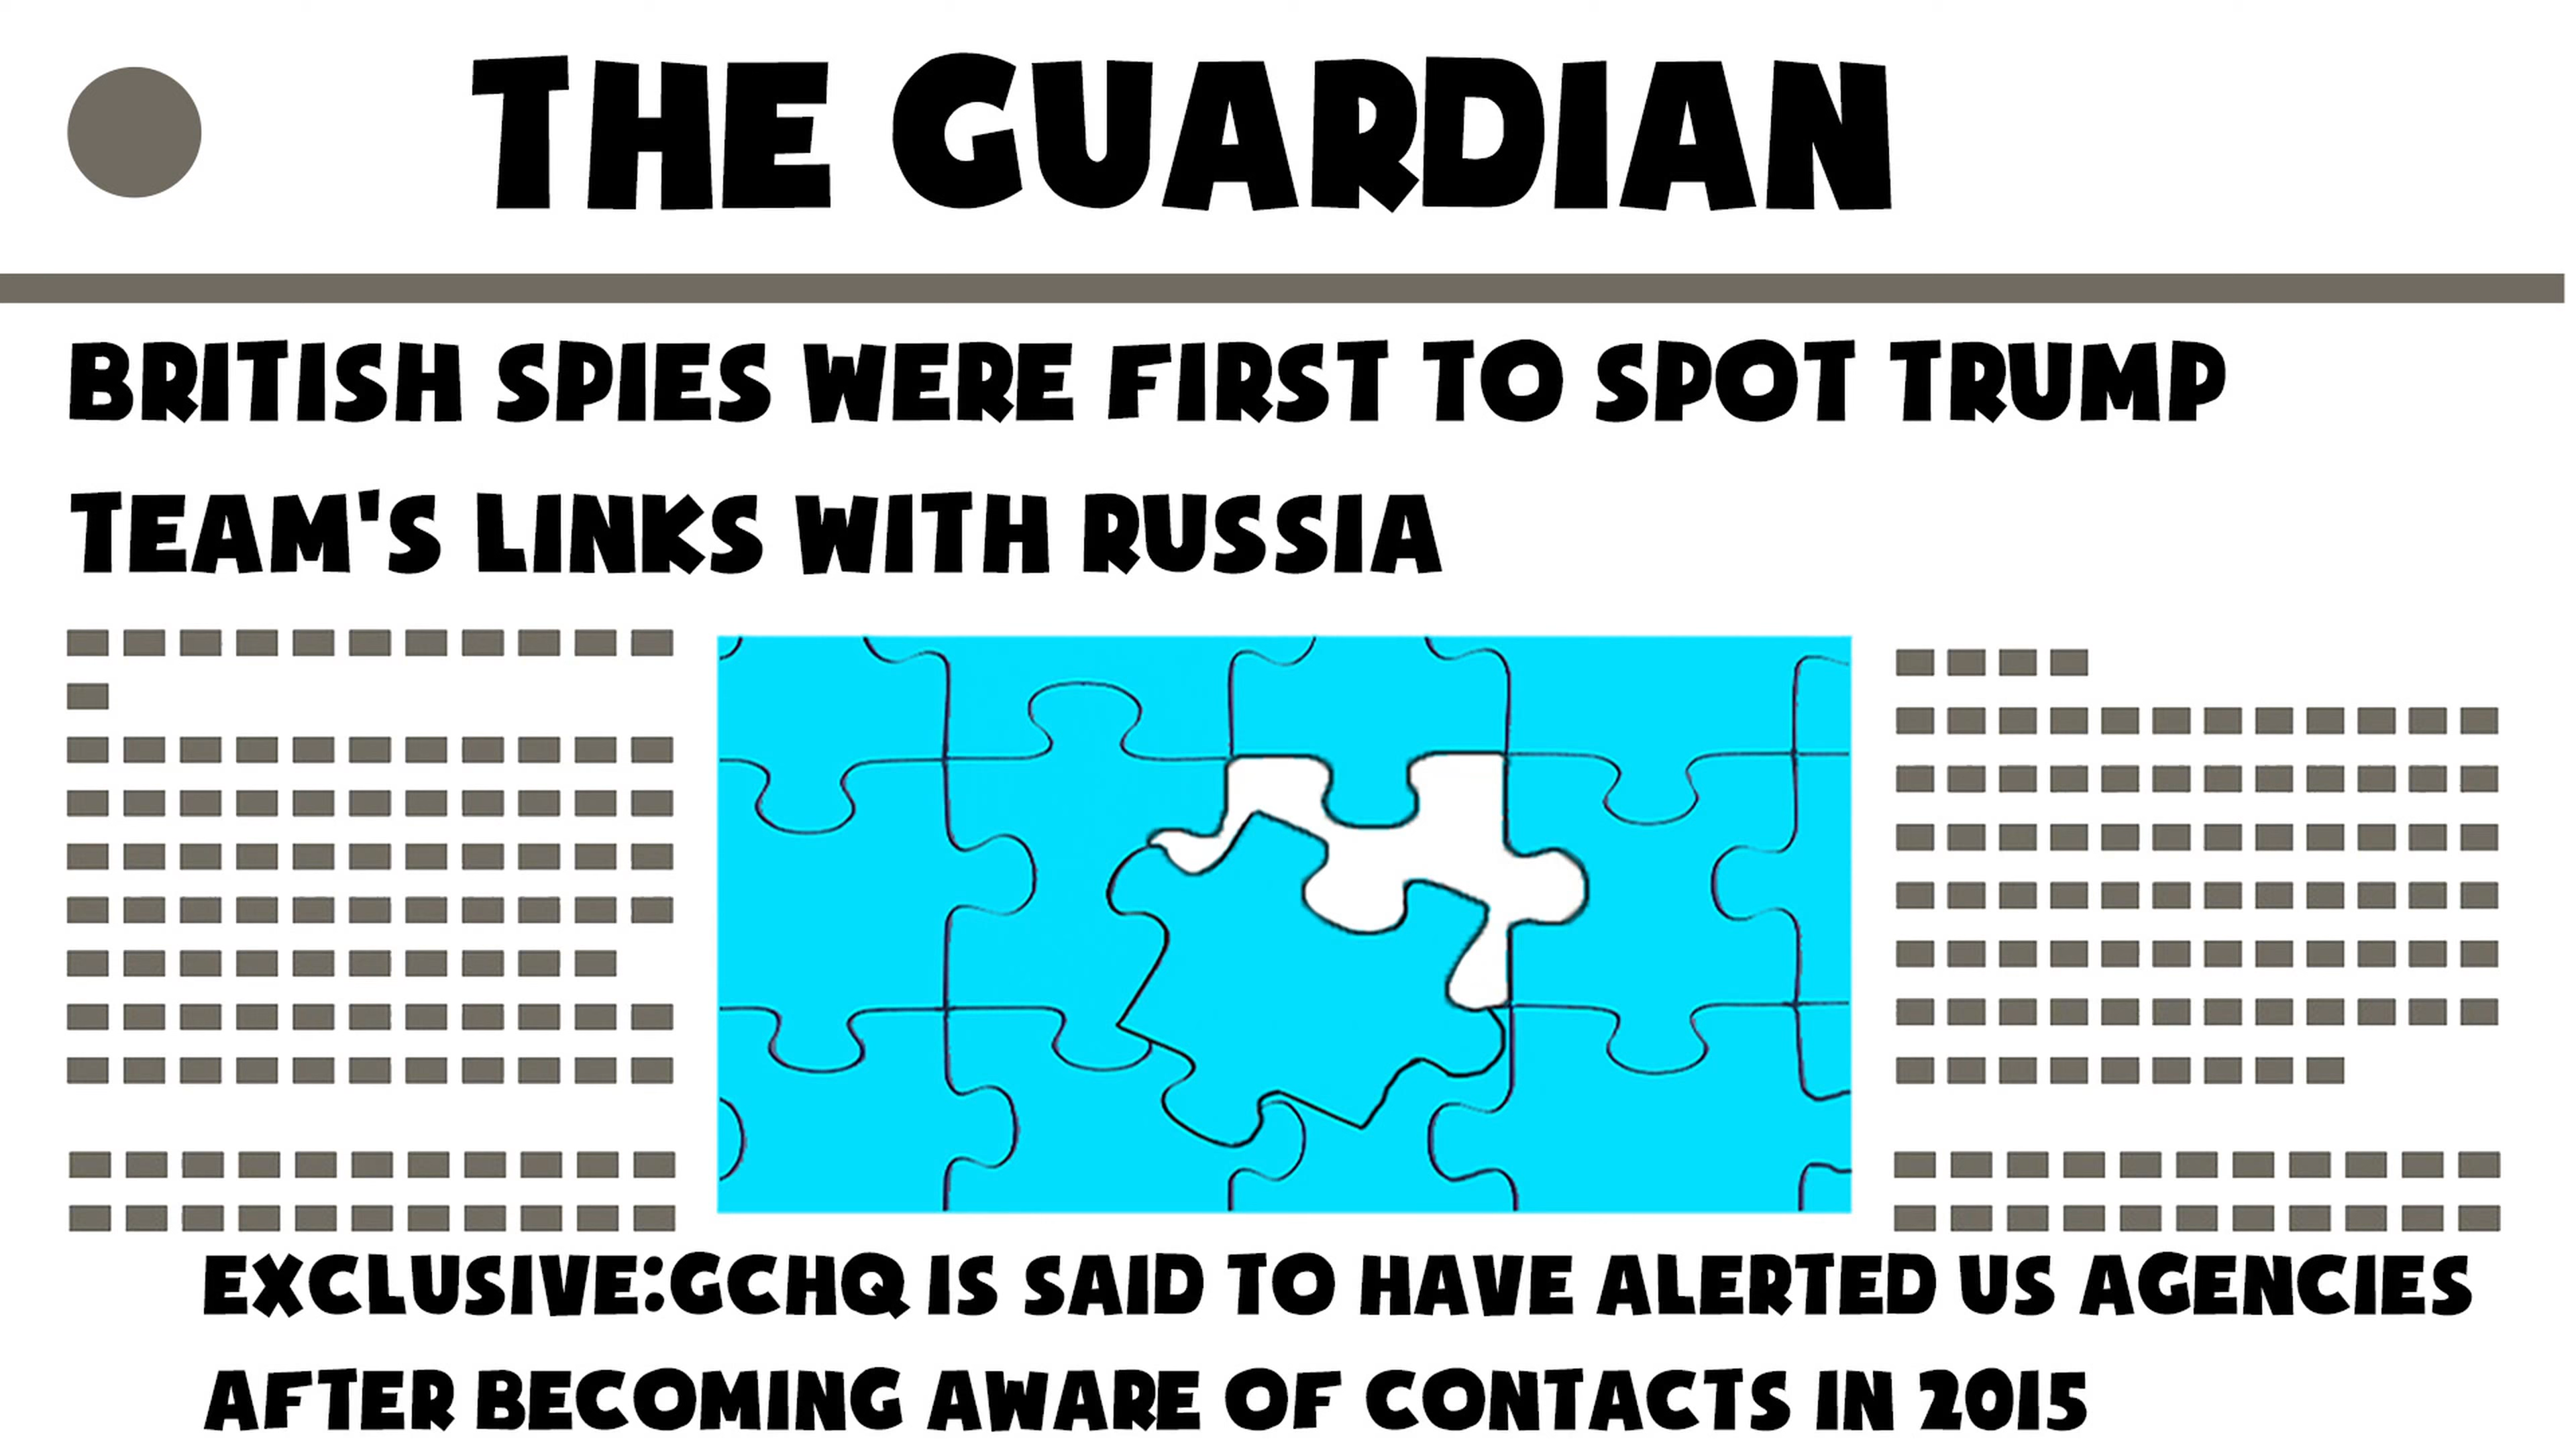 THE GUARDIAN
BRITISH SPIES WERE FIRST TO SPOT TRUMP
TEAM'S LINKS WITH RUSSIA
EXCLUSIVE:GCHQ IS SAID TO HAVE ALERTED US AGENCIES
AFTER BECOMING AWARE OF CONTACTS IN 2015